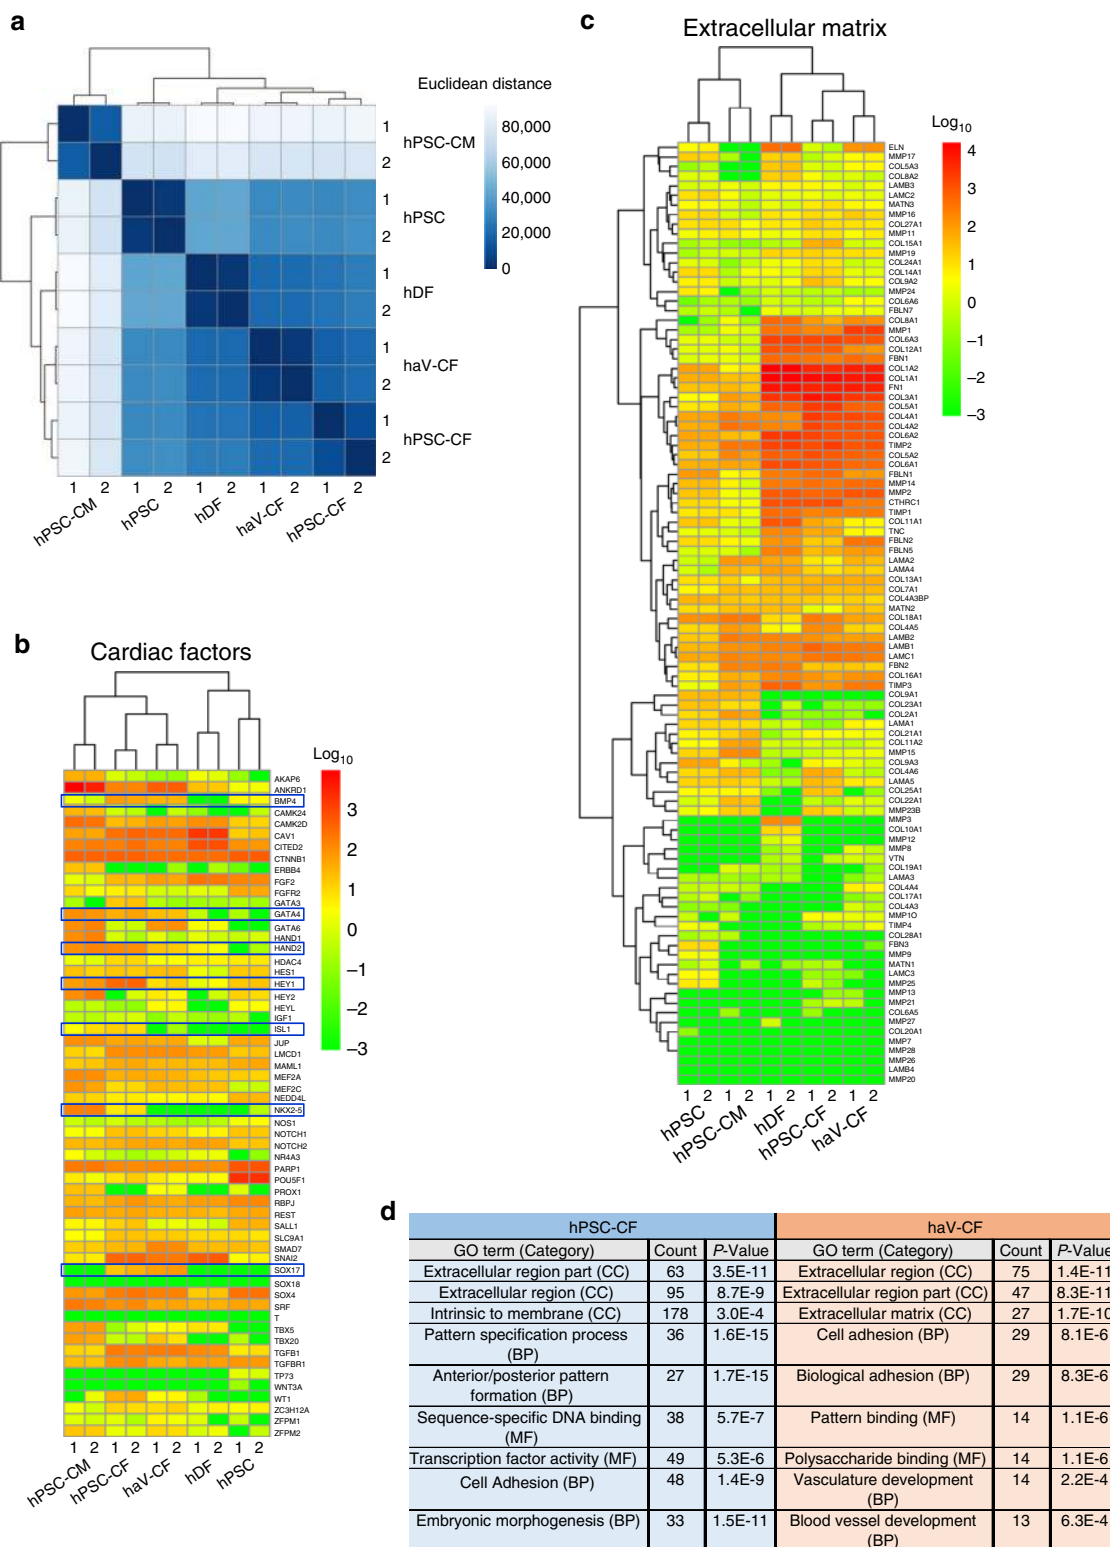 a
Euclidean distance
80,000
60,000
40,000
20,000
0
1
hPSC-CM
2
1
hPSC
2
1
hDF
2
1
haV-CF
2
1
hPSC-CF
2
1 2 1 2 1 2 1 2 1 2
hPSC-CM hPSC hDF haV-CF hPSC-CF
b
Cardiac factors
Log10
3
2
1
0
–1
–2
–3
AKAP6
ANKRD1
BMP4
CAMK24
CAMK2D
CAV1
CITED2
CTNNB1
ERBB4
FGF2
FGFR2
GATA3
GATA4
GATA6
HAND1
HAND2
HDAC4
HES1
HEY1
HEY2
HEYL
IGF1
ISL1
JUP
LMCD1
MAML1
MEF2A
MEF2C
NEDD4L
NKX2-5
NOS1
NOTCH1
NOTCH2
NR4A3
PARP1
POU5F1
PROX1
RBPJ
REST
SALL1
SLC9A1
SMAD7
SNAI2
SOX17
SOX18
SOX4
SRF
T
TBX5
TBX20
TGFB1
TGFBR1
TP73
WNT3A
WT1
ZC3H12A
ZFPM1
ZFPM2
1 2 1 2 1 2 1 2 1 2
hPSC-CM hPSC-CF haV-CF hDF hPSC
c
Extracellular matrix
Log10
4
3
2
1
0
–1
–2
–3
ELN
MMP17
COL5A3
COL8A2
LAMB3
LAMC2
MATN3
MMP16
COL27A1
MMP11
COL15A1
MMP19
COL24A1
COL14A1
COL9A2
MMP24
COL6A6
FBLN7
COL8A1
MMP1
COL6A3
COL12A1
FBN1
COL1A2
COL1A1
FN1
COL3A1
COL5A1
COL4A1
COL4A2
COL6A2
TIMP2
COL5A2
COL6A1
FBLN1
MMP14
MMP2
CTHRC1
TIMP1
COL11A1
TNC
FBLN2
FBLN5
LAMA2
LAMA4
COL13A1
COL7A1
COL4A3BP
MATN2
COL18A1
COL4A5
LAMB2
LAMB1
LAMC1
FBN2
COL16A1
TIMP3
COL9A1
COL23A1
COL2A1
LAMA1
COL21A1
COL11A2
MMP15
COL9A3
COL4A6
LAMA5
COL25A1
COL22A1
MMP23B
MMP3
COL10A1
MMP12
MMP8
VTN
COL19A1
LAMA3
COL4A4
COL17A1
COL4A3
MMP1O
TIMP4
COL28A1
FBN3
MMP9
MATN1
LAMC3
MMP25
MMP13
MMP21
COL6A5
MMP27
COL20A1
MMP7
MMP28
MMP26
LAMB4
MMP20
1 2 1 2 1 2 1 2 1 2
hPSC hPSC-CM hDF hPSC-CF haV-CF
d
hPSC-CF haV-CF
GO term (Category) Count P-Value GO term (Category) Count P-Value
Extracellular region part (CC) 63 3.5E-11 Extracellular region (CC) 75 1.4E-11
Extracellular region (CC) 95 8.7E-9 Extracellular region part (CC) 47 8.3E-11
Intrinsic to membrane (CC) 178 3.0E-4 Extracellular matrix (CC) 27 1.7E-10
Pattern specification process (BP) 36 1.6E-15 Cell adhesion (BP) 29 8.1E-6
Anterior/posterior pattern formation (BP) 27 1.7E-15 Biological adhesion (BP) 29 8.3E-6
Sequence-specific DNA binding (MF) 38 5.7E-7 Pattern binding (MF) 14 1.1E-6
Transcription factor activity (MF) 49 5.3E-6 Polysaccharide binding (MF) 14 1.1E-6
Cell Adhesion (BP) 48 1.4E-9 Vasculature development (BP) 14 2.2E-4
Embryonic morphogenesis (BP) 33 1.5E-11 Blood vessel development (BP) 13 6.3E-4